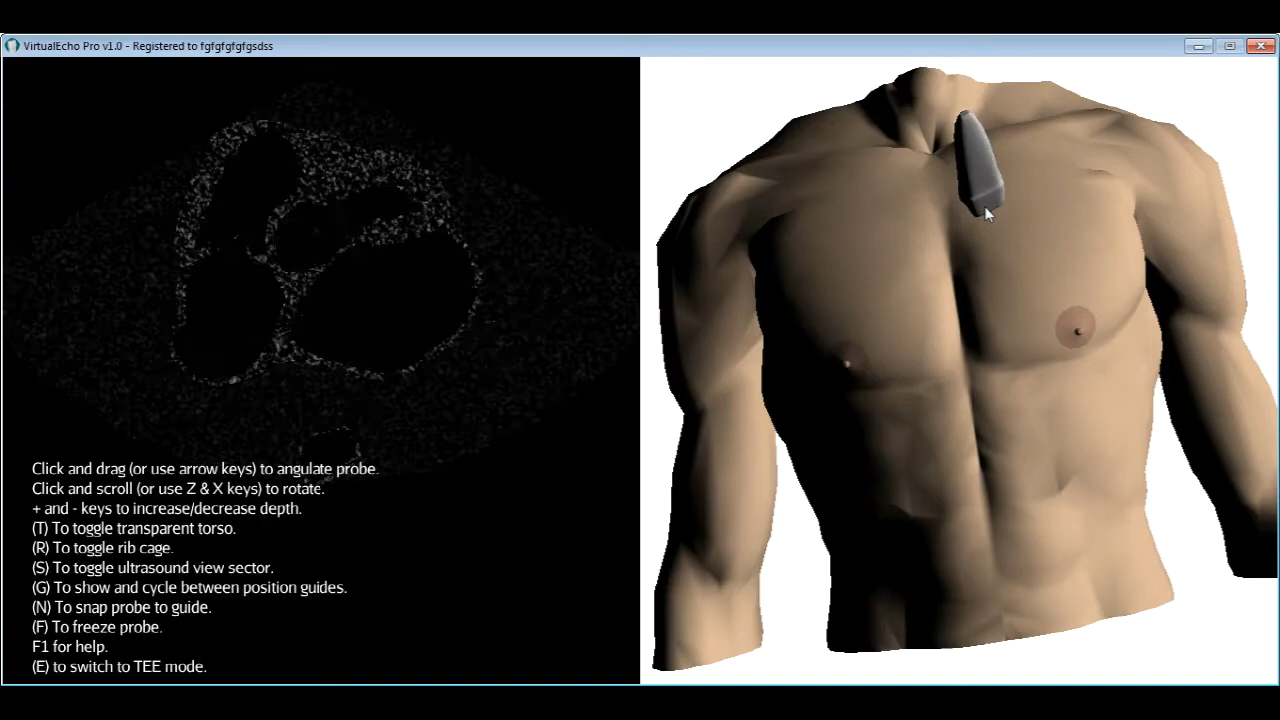 VirtualEcho Pro v1.0 - Registered to fgfgfgfgfgsdss
Click and drag (or use arrow keys) to angulate probe.
Click and scroll (or use Z & X keys) to rotate.
+ and - keys to increase/decrease depth.
(T) To toggle transparent torso.
(R) To toggle rib cage.
(S) To toggle ultrasound view sector.
(G) To show and cycle between position guides.
(N) To snap probe to guide.
(F) To freeze probe.
F1 for help.
(E) to switch to TEE mode.